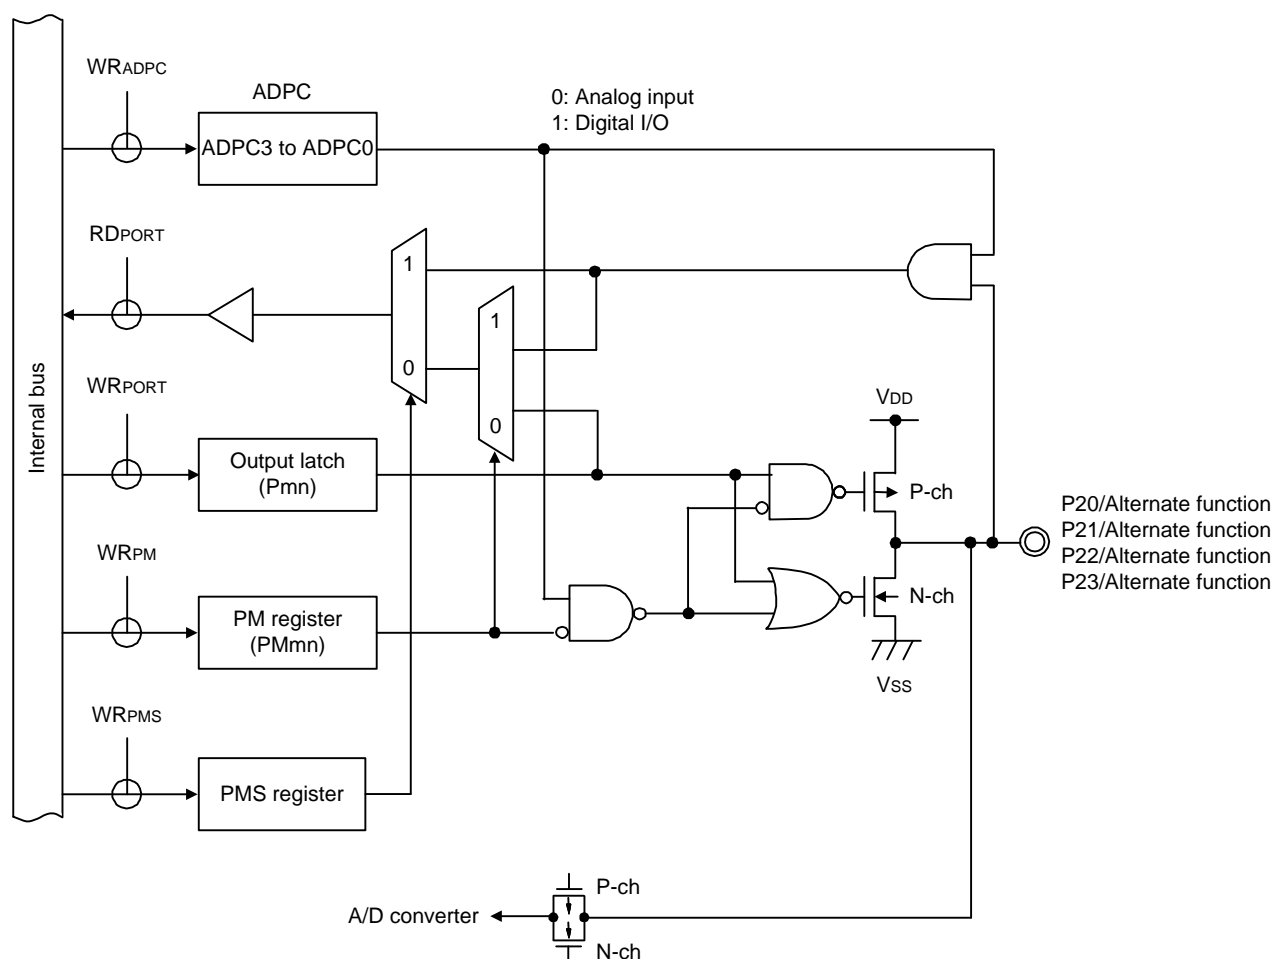 WRADPC
ADPC
0: Analog input
1: Digital I/O
ADPC3 to ADPC0
RDPORT
1
1
0
0
Internal bus
WRPORT
VDD
Output latch
(Pmn)
P-ch
P20/Alternate function
P21/Alternate function
P22/Alternate function
P23/Alternate function
WRPM
N-ch
PM register
(PMmn)
VSS
WRPMS
PMS register
P-ch
A/D converter
N-ch